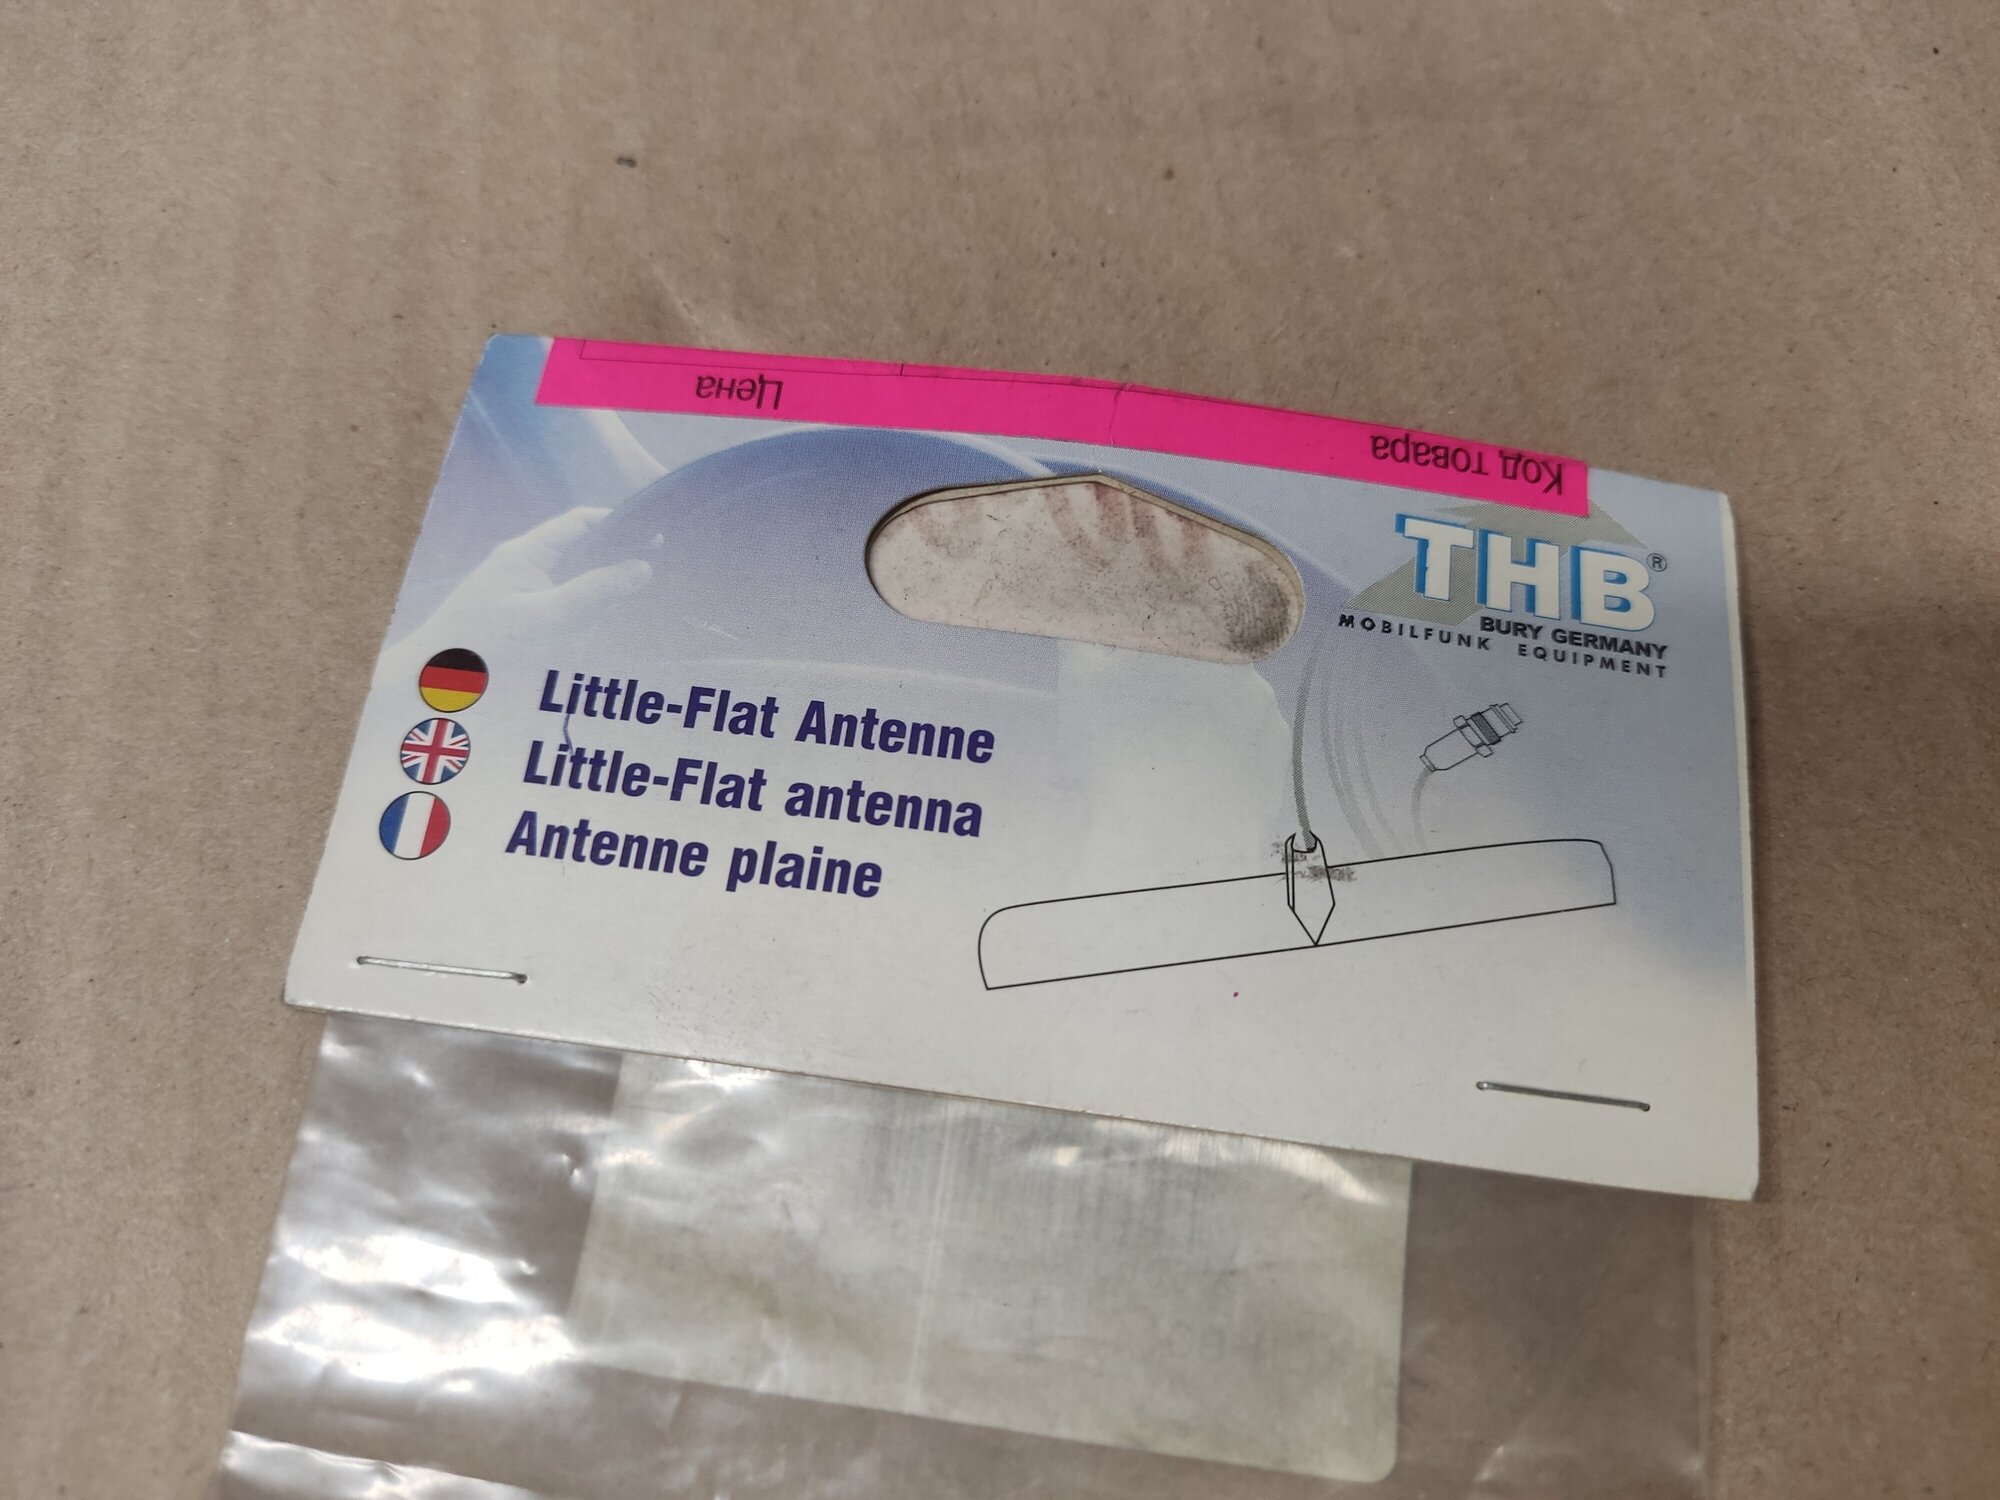 Цена
Код товара
THB®
BURY GERMANY
MOBILFUNK EQUIPMENT
Little-Flat Antenne
Little-Flat antenna
Antenne plaine